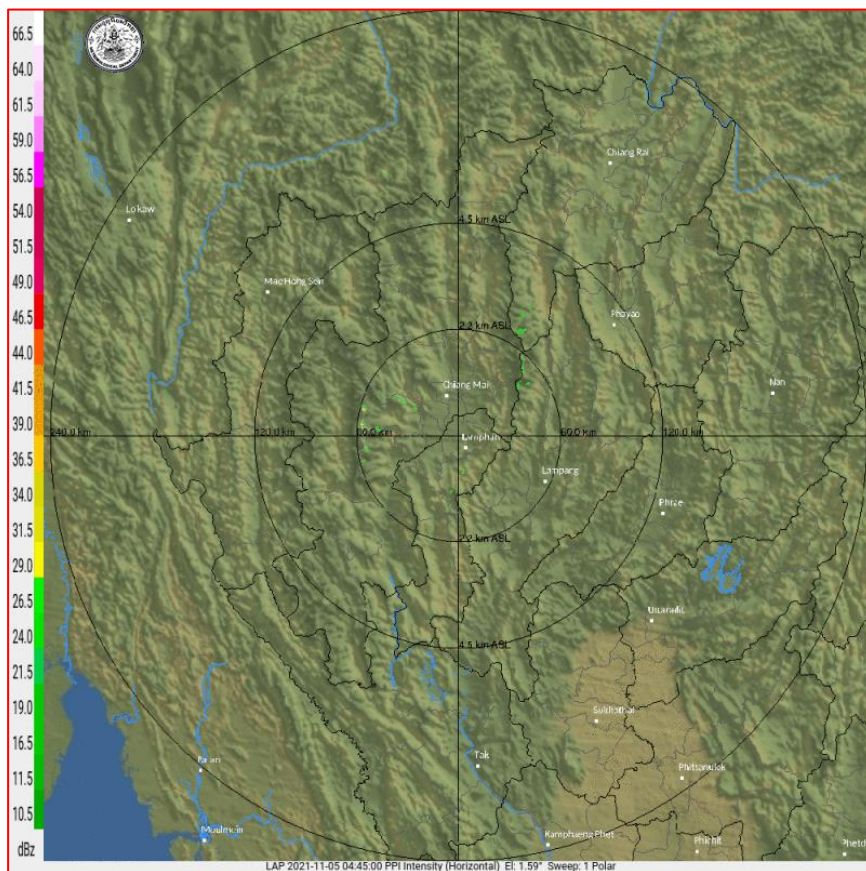 66.5
64.0
61.5
59.0
56.5
54.0
51.5
49.0
46.5
44.0
41.5
39.0
36.5
34.0
31.5
29.0
26.5
24.0
21.5
19.0
16.5
11.5
10.5
dBz
Chiang Rai
Loikaw
4.5 km ASL
Mae Hong Son
Phayao
2.2 km ASL
Chiang Mai
Nan
240.0 km
120.0 km
60.0 km
60.0 km
120.0 km
Lamphun
Lampang
Phrae
2.2 km ASL
Uttaradit
4.5 km ASL
Sukhothai
Tak
Pa'an
Phitsanulok
Moulmein
Kamphaeng Phet
Phichit
Phetch
LAP 2021-11-05 04:45:00 PPI Intensity (Horizontal) El: 1.59° Sweep: 1 Polar